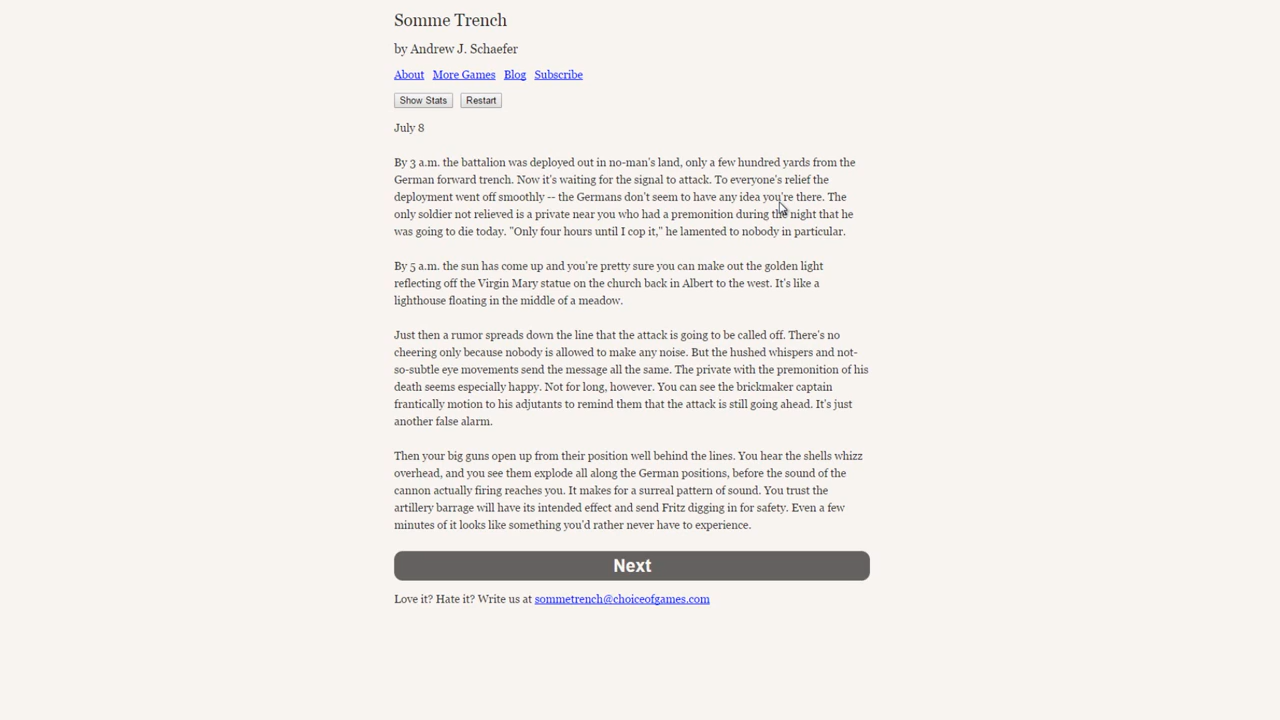 Somme Trench
by Andrew J. Schaefer
About More Games Blog Subscribe
Show Stats Restart
July 8
By 3 a.m. the battalion was deployed out in no-man's land, only a few hundred yards from the
German forward trench. Now it's waiting for the signal to attack. To everyone's relief the
deployment went off smoothly -- the Germans don't seem to have any idea you're there. The
only soldier not relieved is a private near you who had a premonition during the night that he
was going to die today. "Only four hours until I cop it," he lamented to nobody in particular.
By 5 a.m. the sun has come up and you're pretty sure you can make out the golden light
reflecting off the Virgin Mary statue on the church back in Albert to the west. It's like a
lighthouse floating in the middle of a meadow.
Just then a rumor spreads down the line that the attack is going to be called off. There's no
cheering only because nobody is allowed to make any noise. But the hushed whispers and not-
so-subtle eye movements send the message all the same. The private with the premonition of his
death seems especially happy. Not for long, however. You can see the brickmaker captain
frantically motion to his adjutants to remind them that the attack is still going ahead. It's just
another false alarm.
Then your big guns open up from their position well behind the lines. You hear the shells whizz
overhead, and you see them explode all along the German positions, before the sound of the
cannon actually firing reaches you. It makes for a surreal pattern of sound. You trust the
artillery barrage will have its intended effect and send Fritz digging in for safety. Even a few
minutes of it looks like something you'd rather never have to experience.
Next
Love it? Hate it? Write us at sommetrench@choiceofgames.com